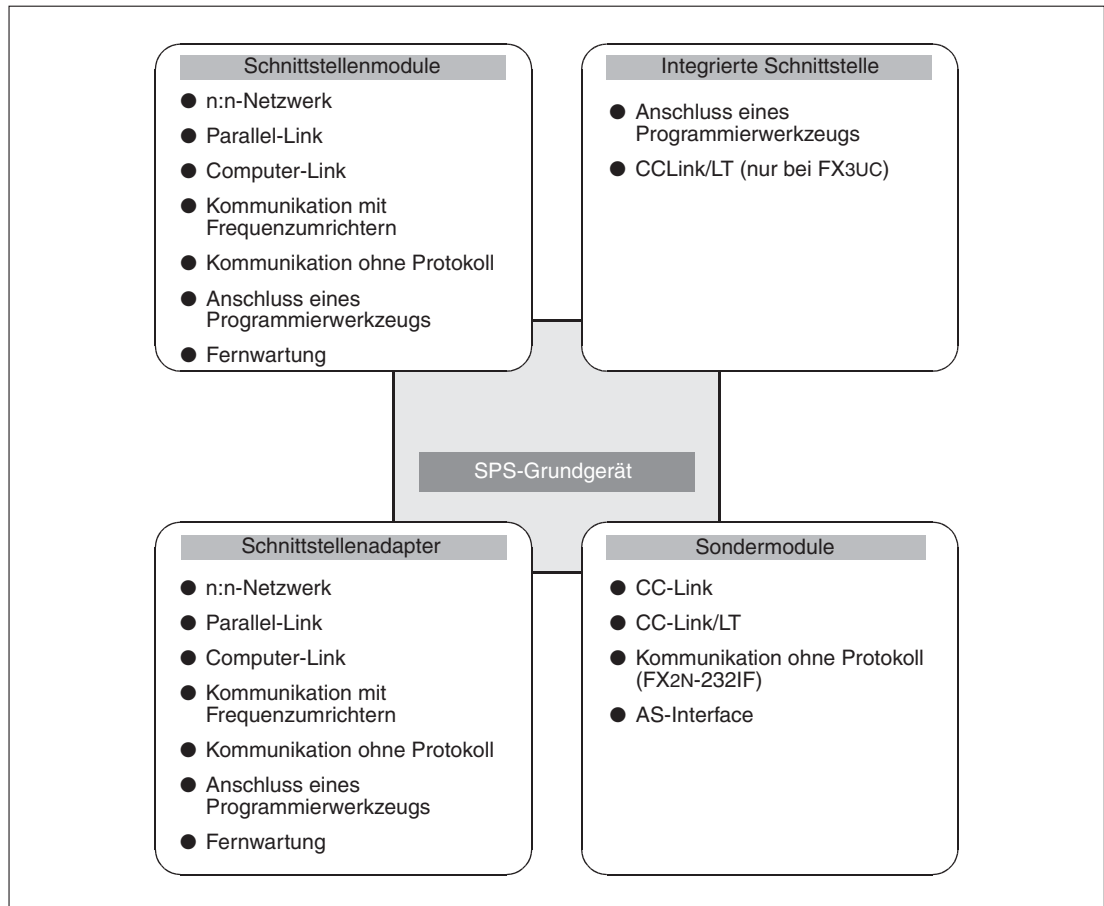 Schnittstellenmodule
● n:n-Netzwerk
● Parallel-Link
● Computer-Link
● Kommunikation mit
Frequenzumrichtern
● Kommunikation ohne Protokoll
● Anschluss eines
Programmierwerkzeugs
● Fernwartung
Integrierte Schnittstelle
● Anschluss eines
Programmierwerkzeugs
● CCLink/LT (nur bei FX3UC)
SPS-Grundgerät
Schnittstellenadapter
● n:n-Netzwerk
● Parallel-Link
● Computer-Link
● Kommunikation mit
Frequenzumrichtern
● Kommunikation ohne Protokoll
● Anschluss eines
Programmierwerkzeugs
● Fernwartung
Sondermodule
● CC-Link
● CC-Link/LT
● Kommunikation ohne Protokoll
(FX2N-232IF)
● AS-Interface